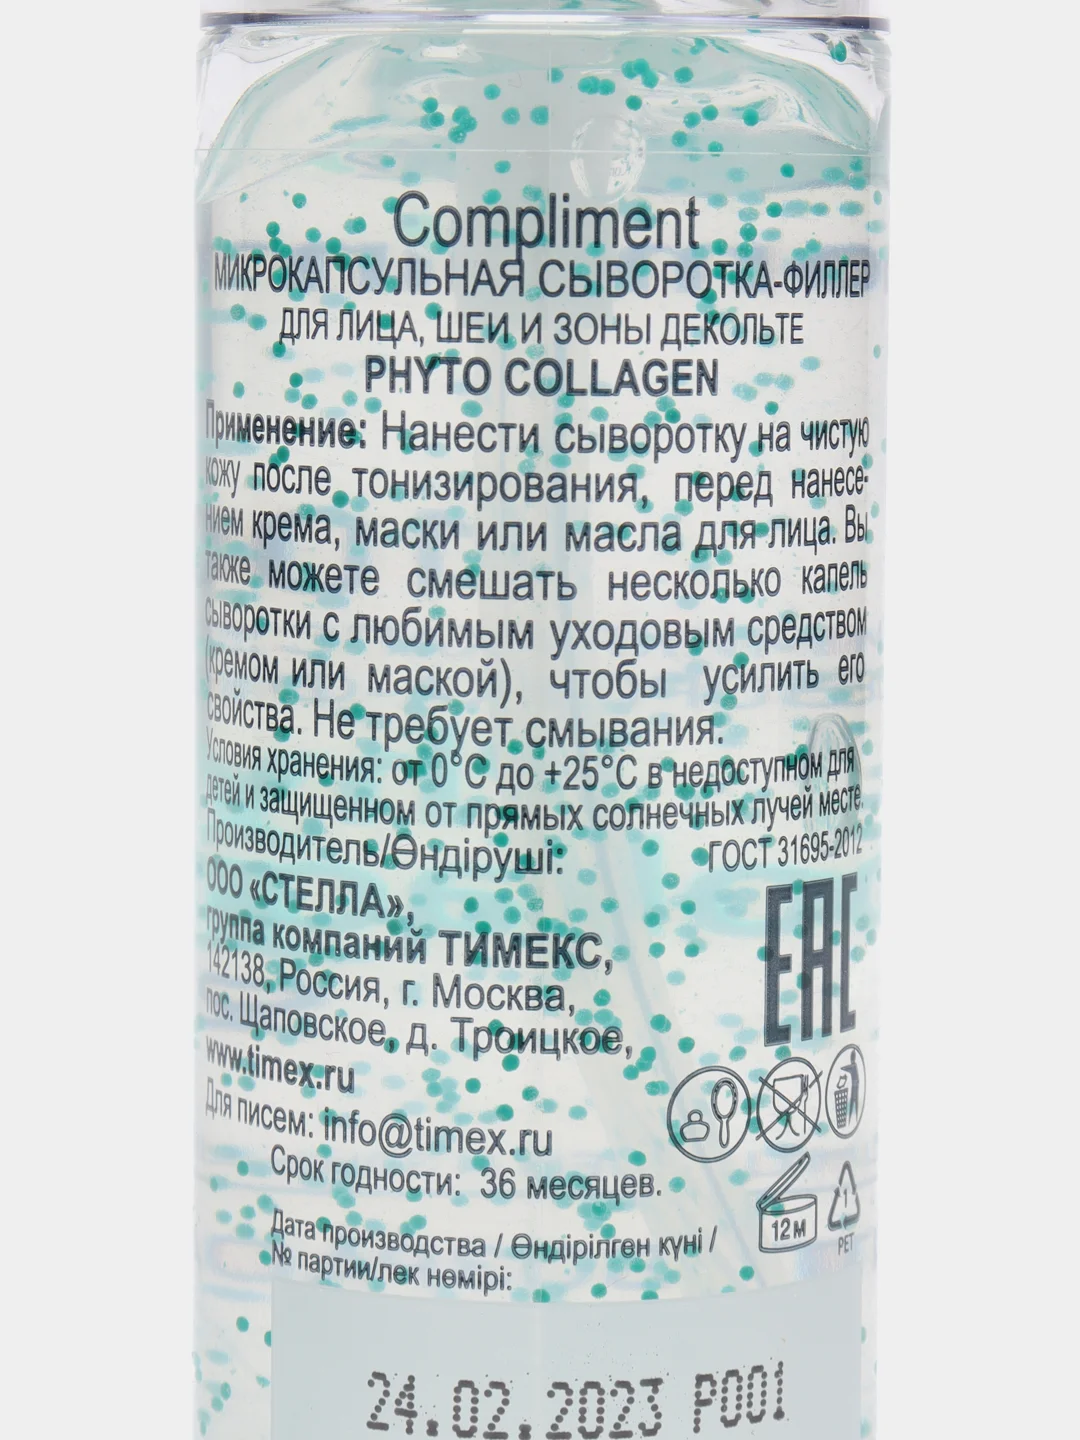 Compliment
МИКРОКАПСУЛЬНАЯ СЫВОРОТКА-ФИЛЛЕР
ДЛЯ ЛИЦА, ШЕИ И ЗОНЫ ДЕКОЛЬТЕ
PHYTO COLLAGEN
Применение: Нанести сыворотку на чистую
кожу после тонизирования, перед нанесе-
нием крема, маски или масла для лица. Вы
также можете смешать несколько капель
сыворотки с любимым уходовым средством
(кремом или маской), чтобы усилить его
свойства. Не требует смывания.
Условия хранения: от 0°С до +25°С в недоступном для
детей и защищенном от прямых солнечных лучей месте.
Производитель/Өндіруші:
ГОСТ 31695-2012
ООО «СТЕЛЛА»,
группа компаний ТИМЕКС,
142138, Россия, г. Москва,
пос. Щаповское, д. Троицкое,
EAC
www.timex.ru
Для писем: info@timex.ru
Срок годности: 36 месяцев.
12 м
1
PET
Дата производства / Өндірілген күні /
№ партии/лек немірі:
24.02.2023 P001